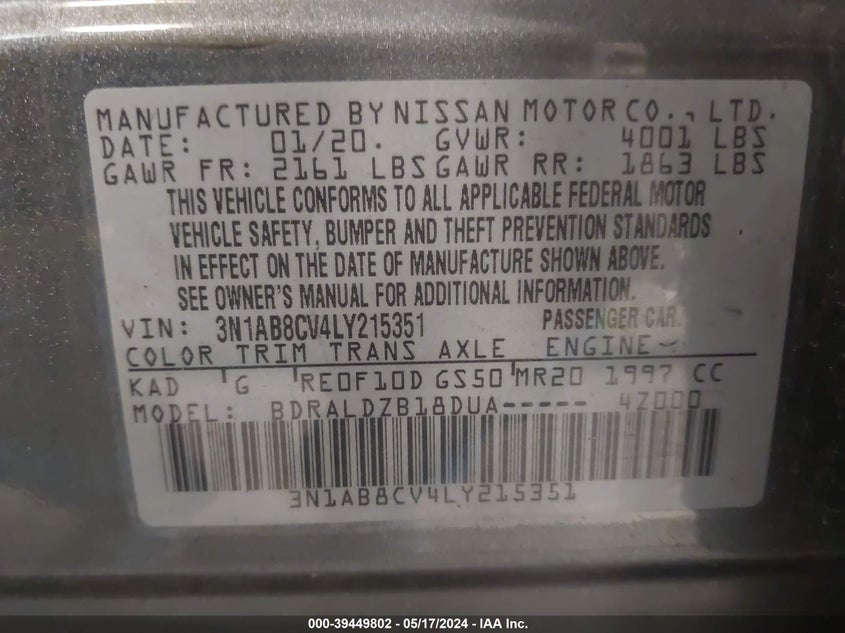 MANUFACTURED BY NISSAN MOTOR CO., LTD.
DATE: 01/20. GVWR: 4001 LBS
GAWR FR: 2161 LBS GAWR RR: 1863 LBS
THIS VEHICLE CONFORMS TO ALL APPLICABLE FEDERAL MOTOR
VEHICLE SAFETY, BUMPER AND THEFT PREVENTION STANDARDS
IN EFFECT ON THE DATE OF MANUFACTURE SHOWN ABOVE.
SEE OWNER'S MANUAL FOR ADDITIONAL INFORMATION.
VIN: 3N1AB8CV4LY215351 PASSENGER CAR.
COLOR TRIM TRANS AXLE ENGINE
KAD G RE0F10D GS50 MR20 1997 CC
MODEL: BDRALDZB18DUA----- 4Z000
3N1AB8CV4LY215351
000-39449802 - 05/17/2024 - IAA Inc.